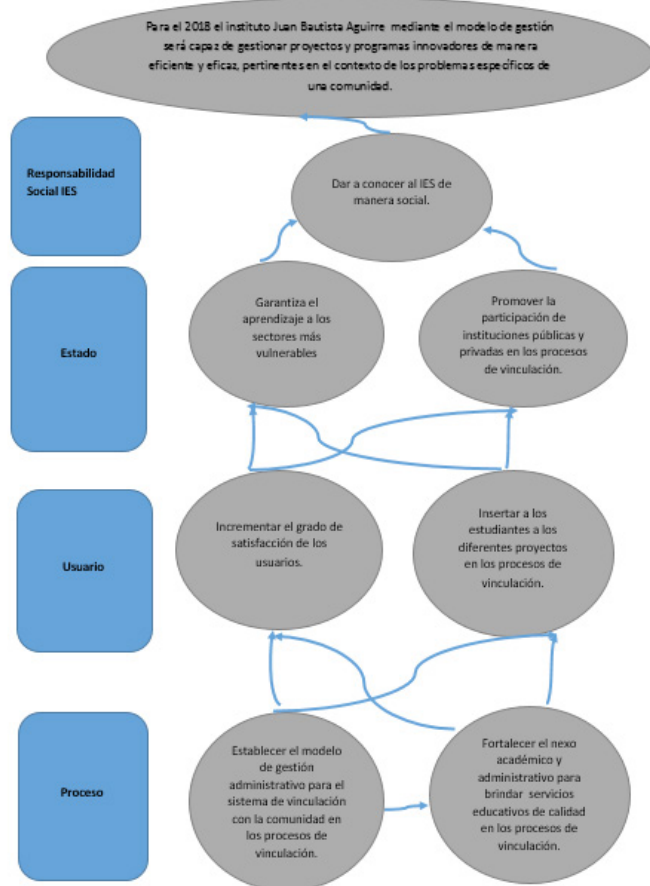 Para el 2018 el instituto Juan Bautista Aguirre mediante el modelo de gestión
será capaz de gestionar proyectos y programas innovadores de manera
eficiente y eficaz, pertinentes en el contexto de los problemas específicos de
una comunidad.
Responsabilidad
Social IES
Dar a conocer al IES de
manera social.
Estado
Garantiza el
aprendizaje a los
sectores más
vulnerables
Promover la
participación de
instituciones públicas y
privadas en los procesos
de vinculación.
Usuario
Incrementar el grado de
satisfacción de los
usuarios.
Insertar a los
estudiantes a los
diferentes proyectos
en los procesos de
vinculación.
Proceso
Establecer el modelo
de gestión
administrativo para el
sistema de vinculación
con la comunidad en
los procesos de
vinculación.
Fortalecer el nexo
académico y
administrativo para
brindar servicios
educativos de calidad
en los procesos de
vinculación.